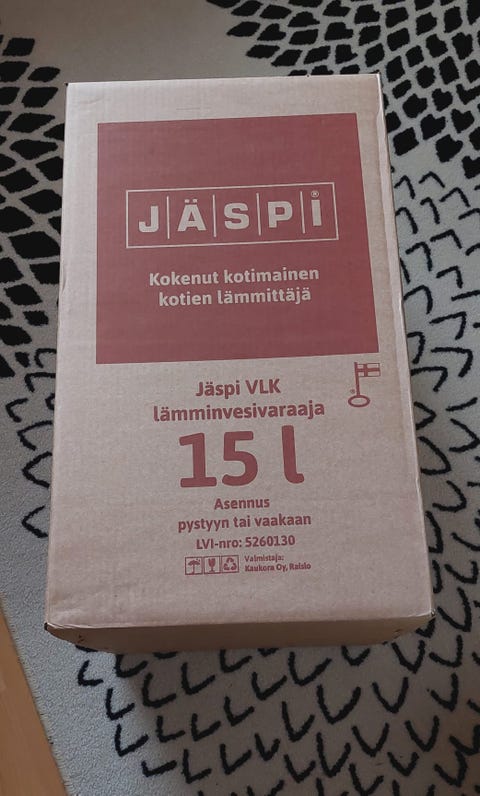 JÄSPI®
Kokenut kotimainen
kotien lämmittäjä
Jäspi VLK
lämminvesivaraaja
15 l
Asennus
pystyyn tai vaakaan
LVI-nro: 5260130
Valmistaja:
Kaukora Oy, Raisio